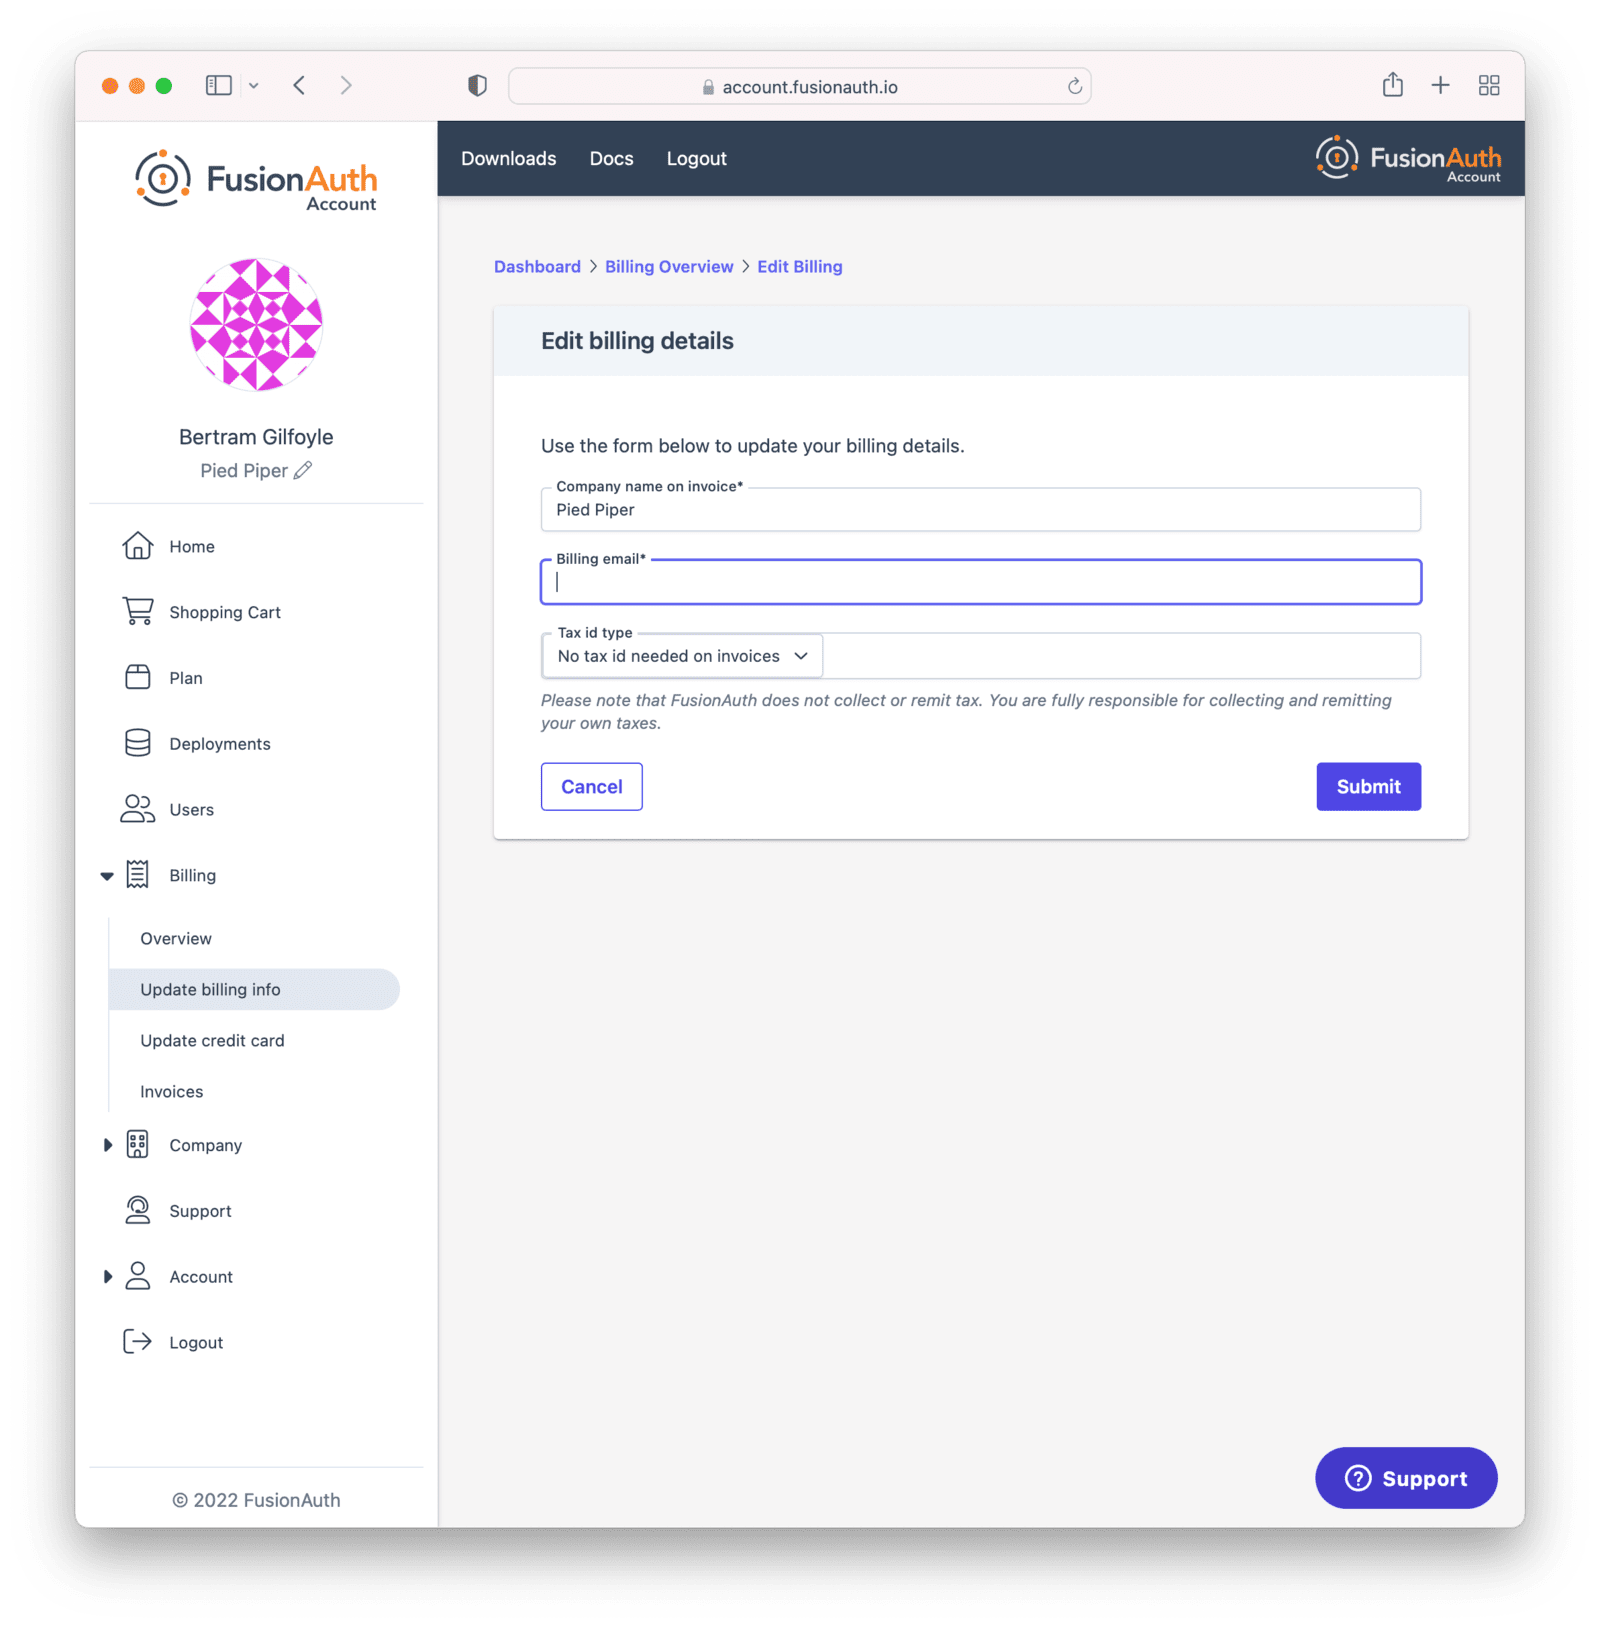 account.fusionauth.io
FusionAuth
Account
Downloads Docs Logout
FusionAuth
Account
Bertram Gilfoyle
Pied Piper
Home
Shopping Cart
Plan
Deployments
Users
Billing
Overview
Update billing info
Update credit card
Invoices
Company
Support
Account
Logout
© 2022 FusionAuth
Dashboard > Billing Overview > Edit Billing
Edit billing details
Use the form below to update your billing details.
Company name on invoice*
Pied Piper
Billing email*
Tax id type
No tax id needed on invoices
Please note that FusionAuth does not collect or remit tax. You are fully responsible for collecting and remitting
your own taxes.
Cancel
Submit
? Support